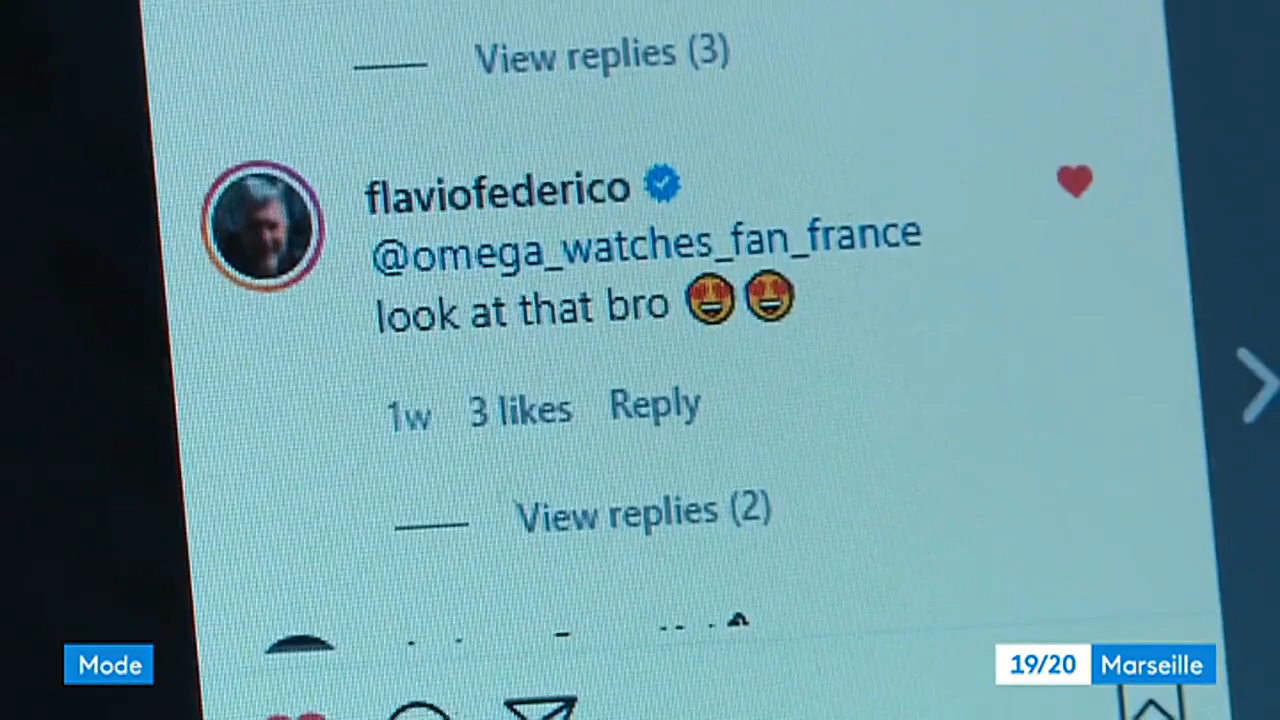 View replies (3)
flaviofederico
@omega_watches_fan_france
look at that bro 😍😍
1w 3 likes Reply
View replies (2)
Mode
19/20 Marseille